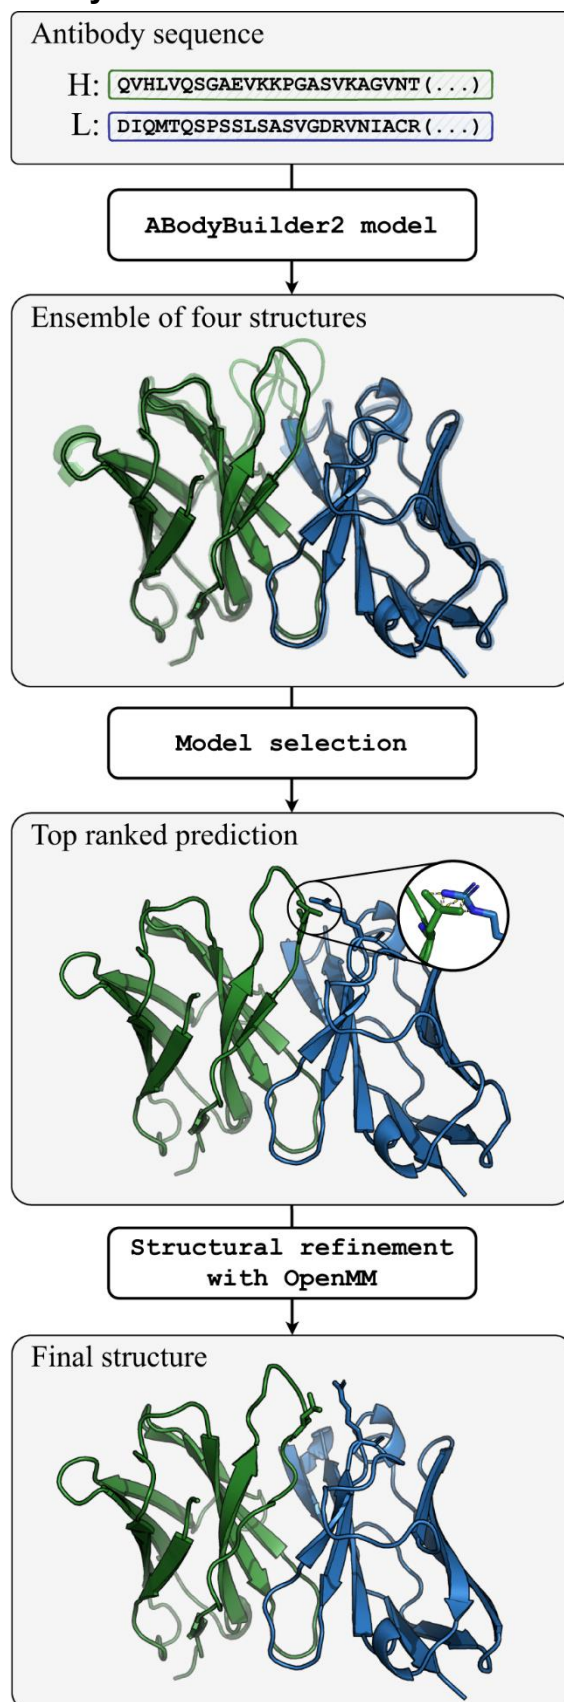 Antibody sequence
H: QVHLVQSGAEVKKPGASVKAGVNT(...)
L: DIQMTQSPSSLSASVGDRVNIACR(...)
ABodyBuilder2 model
Ensemble of four structures
Model selection
Top ranked prediction
Structural refinement
with OpenMM
Final structure